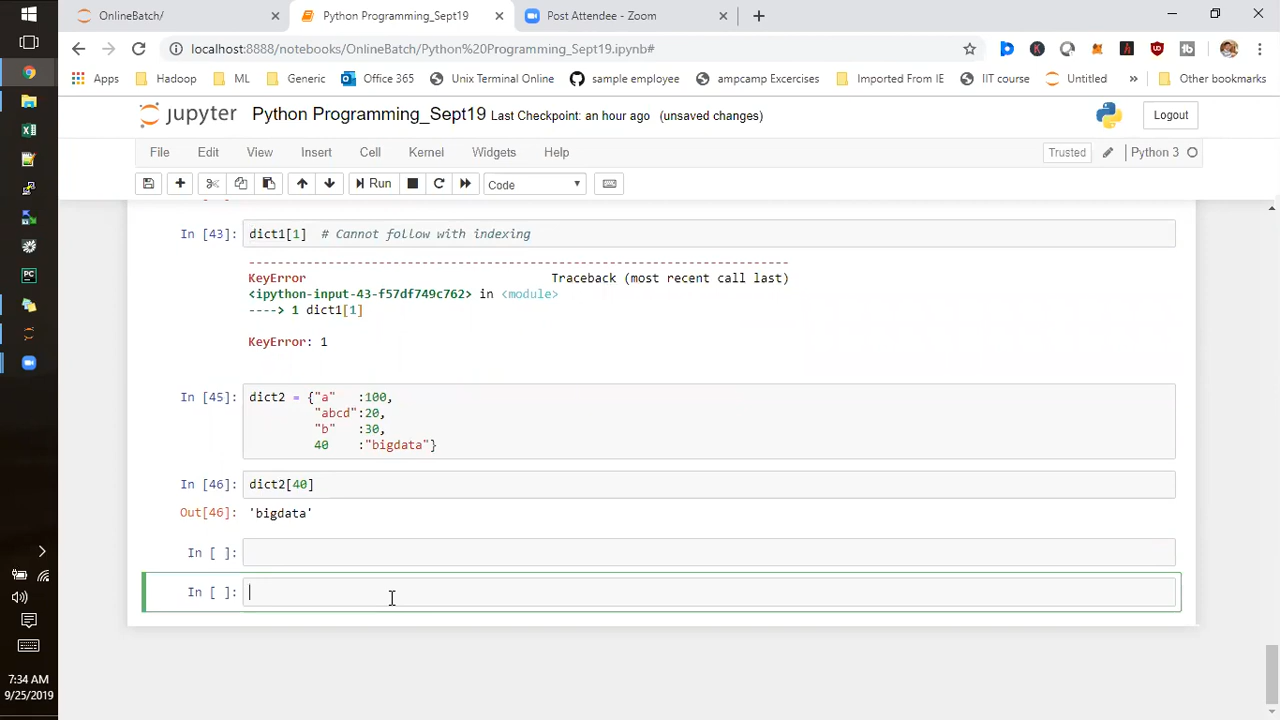 OnlineBatch/
Python Programming_Sept19
Post Attendee - Zoom
localhost:8888/notebooks/OnlineBatch/Python%20Programming_Sept19.ipynb#
Apps Hadoop ML Generic Office 365 Unix Terminal Online sample employee ampcamp Excercises Imported From IE IIT course Untitled » Other bookmarks
jupyter Python Programming_Sept19 Last Checkpoint: an hour ago (unsaved changes) Logout
File Edit View Insert Cell Kernel Widgets Help Trusted Python 3
Run Code
In [43]: dict1[1] # Cannot follow with indexing
---------------------------------------------------------------------------
KeyError Traceback (most recent call last)
<ipython-input-43-f57df749c762> in <module>
----> 1 dict1[1]
KeyError: 1
In [45]: dict2 = {"a" :100,
"abcd":20,
"b" :30,
40 :"bigdata"}
In [46]: dict2[40]
Out[46]: 'bigdata'
In [ ]:
In [ ]:
7:34 AM
9/25/2019